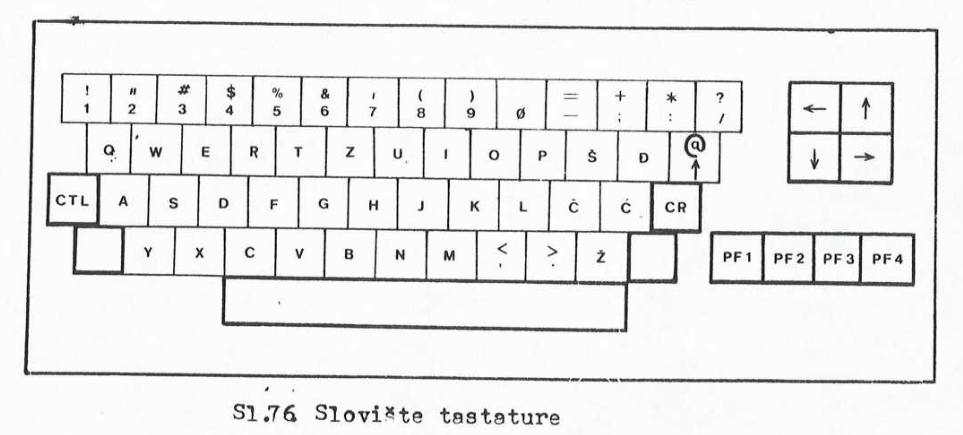 ! " # $ % & ' ( ) = + * ?
1 2 3 4 5 6 7 8 9 Ø — ; : /
Q W E R T Z U I O P Š Đ @ ↑
← ↑
↓ →
CTL A S D F G H J K L Č Ć CR
Y X C V B N M < , > . Ž
PF1 PF2 PF3 PF4
Sl.76 Slovište tastature